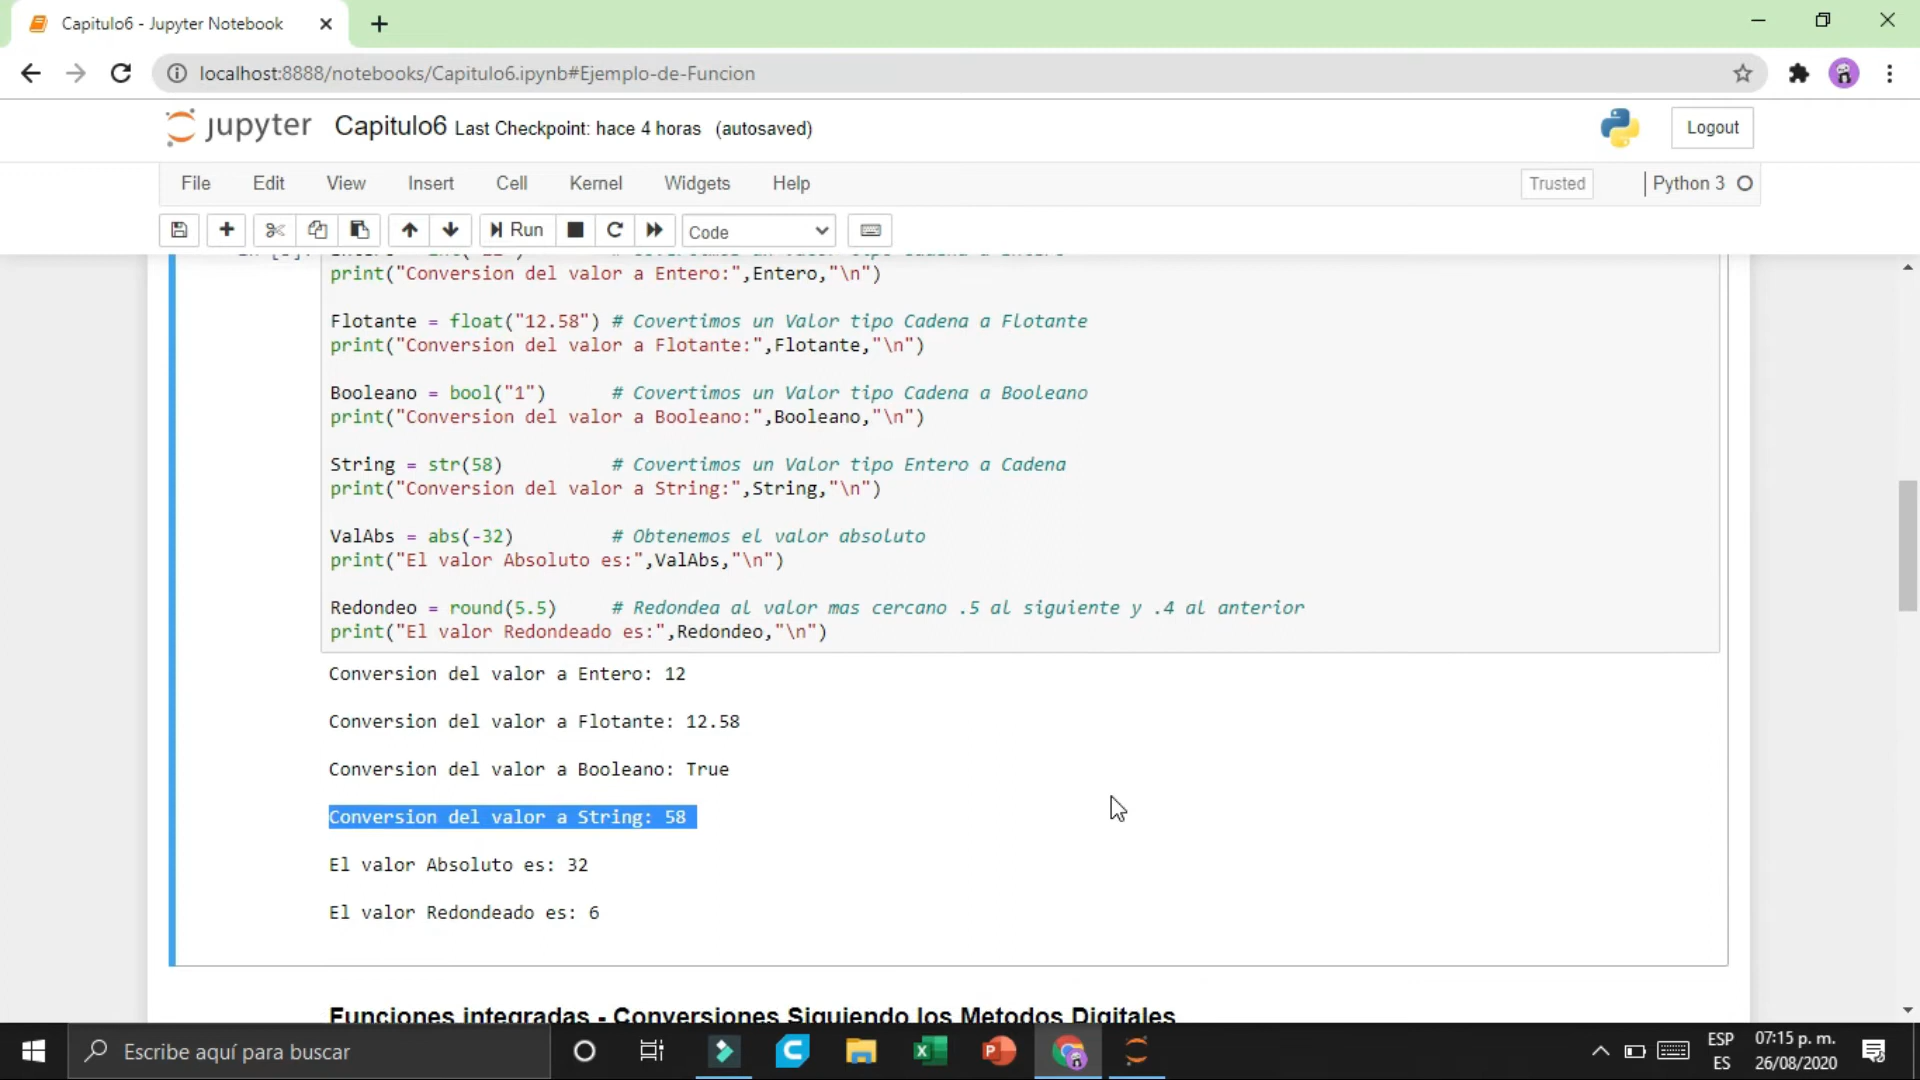 Capitulo6 - Jupyter Notebook
localhost:8888/notebooks/Capitulo6.ipynb#Ejemplo-de-Funcion
jupyter Capitulo6 Last Checkpoint: hace 4 horas (autosaved)
Logout
File Edit View Insert Cell Kernel Widgets Help
Trusted
Python 3
Run
Code
print("Conversion del valor a Entero:",Entero,"\n")
Flotante = float("12.58") # Covertimos un Valor tipo Cadena a Flotante
print("Conversion del valor a Flotante:",Flotante,"\n")
Booleano = bool("1") # Covertimos un Valor tipo Cadena a Booleano
print("Conversion del valor a Booleano:",Booleano,"\n")
String = str(58) # Covertimos un Valor tipo Entero a Cadena
print("Conversion del valor a String:",String,"\n")
ValAbs = abs(-32) # Obtenemos el valor absoluto
print("El valor Absoluto es:",ValAbs,"\n")
Redondeo = round(5.5) # Redondea al valor mas cercano .5 al siguiente y .4 al anterior
print("El valor Redondeado es:",Redondeo,"\n")
Conversion del valor a Entero: 12
Conversion del valor a Flotante: 12.58
Conversion del valor a Booleano: True
Conversion del valor a String: 58
El valor Absoluto es: 32
El valor Redondeado es: 6
Funciones integradas - Conversiones Siguiendo los Metodos Digitales
Escribe aquí para buscar
ESP
ES
07:15 p. m.
26/08/2020